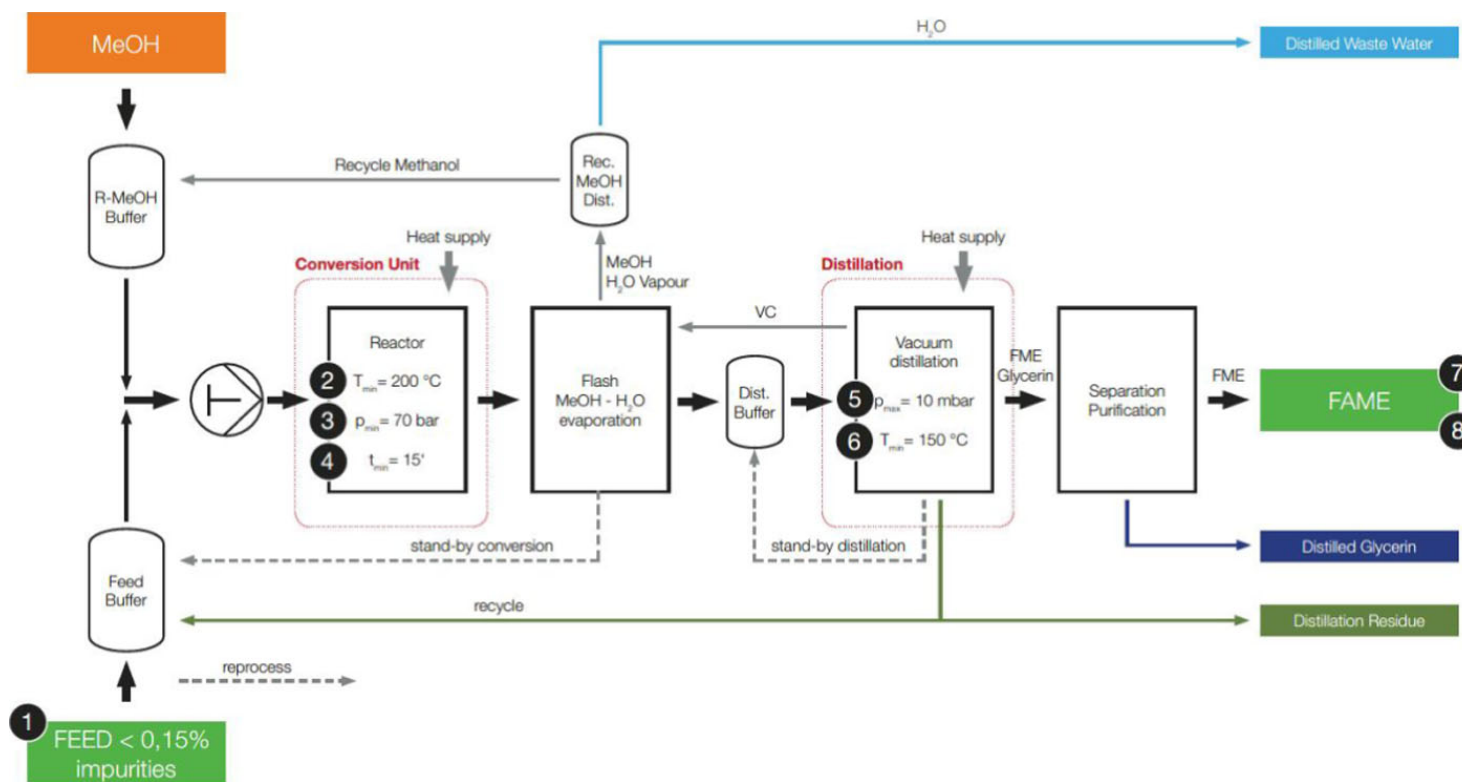 MeOH
H₂O
Distilled Waste Water
Recycle Methanol
Rec.
MeOH
Dist.
R-MeOH
Buffer
Heat supply
Heat supply
Conversion Unit
MeOH
H₂O Vapour
Distillation
VC
Reactor
2 Tmin= 200 °C
3 pmin= 70 bar
4 tmin= 15'
Flash
MeOH - H₂O
evaporation
Dist.
Buffer
Vacuum
distillation
5 pmax= 10 mbar
6 Tmin= 150 °C
FME
Glycerin
Separation
Purification
FME
FAME
7
8
T
stand-by conversion
stand-by distillation
Distilled Glycerin
Feed
Buffer
recycle
Distillation Residue
reprocess
1
FEED < 0,15%
impurities